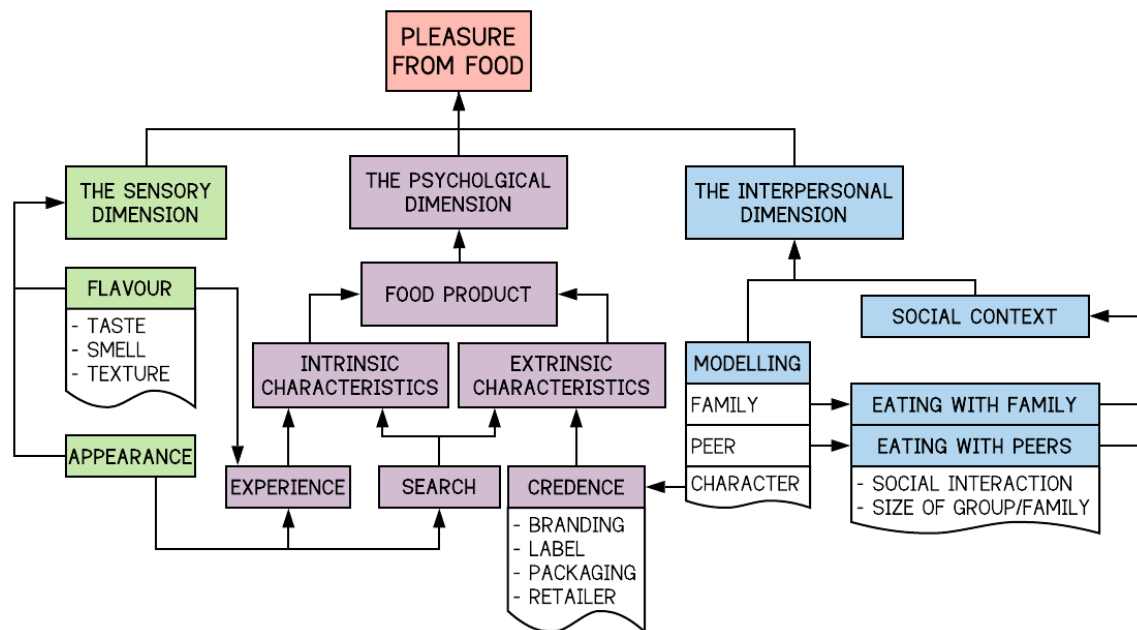 PLEASURE
FROM FOOD
THE SENSORY
DIMENSION
THE PSYCHOLGICAL
DIMENSION
THE INTERPERSONAL
DIMENSION
FLAVOUR
- TASTE
- SMELL
- TEXTURE
APPEARANCE
FOOD PRODUCT
INTRINSIC
CHARACTERISTICS
EXTRINSIC
CHARACTERISTICS
EXPERIENCE
SEARCH
CREDENCE
- BRANDING
- LABEL
- PACKAGING
- RETAILER
SOCIAL CONTEXT
MODELLING
FAMILY
PEER
CHARACTER
EATING WITH FAMILY
EATING WITH PEERS
- SOCIAL INTERACTION
- SIZE OF GROUP/FAMILY